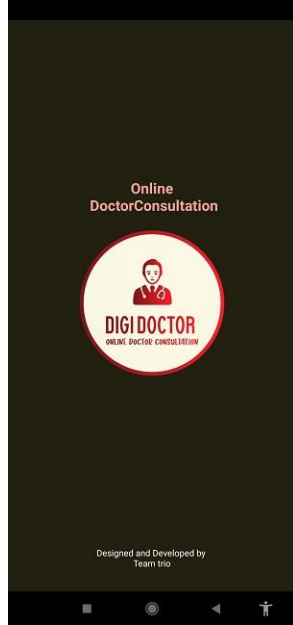 Online
DoctorConsultation
DIGI DOCTOR
ONLINE DOCTOR CONSULTATION
Designed and Developed by
Team trio